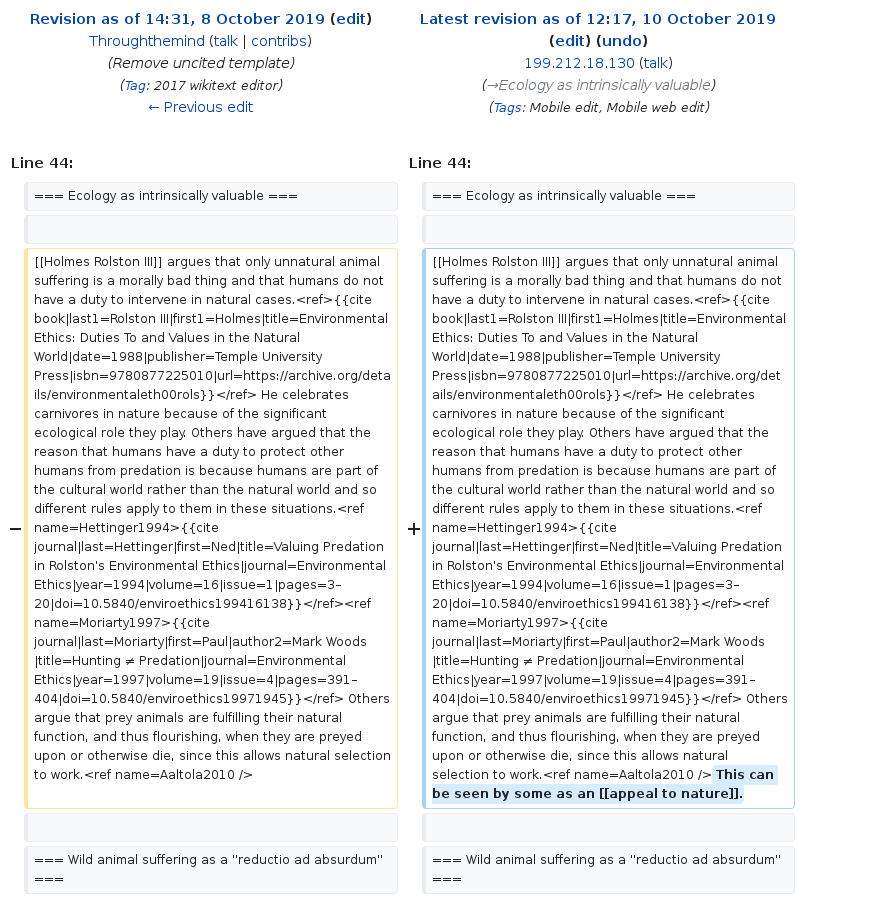 Revision as of 14:31, 8 October 2019 (edit)
Throughthemind (talk | contribs)
(Remove uncited template)
(Tag: 2017 wikitext editor)
← Previous edit
Latest revision as of 12:17, 10 October 2019
(edit) (undo)
199.212.18.130 (talk)
(→Ecology as intrinsically valuable)
(Tags: Mobile edit, Mobile web edit)
Line 44:
=== Ecology as intrinsically valuable ===
−
[[Holmes Rolston III]] argues that only unnatural animal
suffering is a morally bad thing and that humans do not
have a duty to intervene in natural cases.<ref>{{cite
book|last1=Rolston III|first1=Holmes|title=Environmental
Ethics: Duties To and Values in the Natural
World|date=1988|publisher=Temple University
Press|isbn=9780877225010|url=https://archive.org/deta
ils/environmentaleth00rols}}</ref> He celebrates
carnivores in nature because of the significant
ecological role they play. Others have argued that the
reason that humans have a duty to protect other
humans from predation is because humans are part of
the cultural world rather than the natural world and so
different rules apply to them in these situations.<ref
name=Hettinger1994>{{cite
journal|last=Hettinger|first=Ned|title=Valuing Predation
in Rolston's Environmental Ethics|journal=Environmental
Ethics|year=1994|volume=16|issue=1|pages=3–
20|doi=10.5840/enviroethics199416138}}</ref><ref
name=Moriarty1997>{{cite
journal|last=Moriarty|first=Paul|author2=Mark Woods
|title=Hunting ≠ Predation|journal=Environmental
Ethics|year=1997|volume=19|issue=4|pages=391–
404|doi=10.5840/enviroethics19971945}}</ref> Others
argue that prey animals are fulfilling their natural
function, and thus flourishing, when they are preyed
upon or otherwise die, since this allows natural selection
to work.<ref name=Aaltola2010 />
=== Wild animal suffering as a ''reductio ad absurdum''
===
Line 44:
=== Ecology as intrinsically valuable ===
+
[[Holmes Rolston III]] argues that only unnatural animal
suffering is a morally bad thing and that humans do not
have a duty to intervene in natural cases.<ref>{{cite
book|last1=Rolston III|first1=Holmes|title=Environmental
Ethics: Duties To and Values in the Natural
World|date=1988|publisher=Temple University
Press|isbn=9780877225010|url=https://archive.org/det
ails/environmentaleth00rols}}</ref> He celebrates
carnivores in nature because of the significant
ecological role they play. Others have argued that the
reason that humans have a duty to protect other
humans from predation is because humans are part of
the cultural world rather than the natural world and so
different rules apply to them in these situations.<ref
name=Hettinger1994>{{cite
journal|last=Hettinger|first=Ned|title=Valuing Predation
in Rolston's Environmental Ethics|journal=Environmental
Ethics|year=1994|volume=16|issue=1|pages=3–
20|doi=10.5840/enviroethics199416138}}</ref><ref
name=Moriarty1997>{{cite
journal|last=Moriarty|first=Paul|author2=Mark Woods
|title=Hunting ≠ Predation|journal=Environmental
Ethics|year=1997|volume=19|issue=4|pages=391–
404|doi=10.5840/enviroethics19971945}}</ref> Others
argue that prey animals are fulfilling their natural
function, and thus flourishing, when they are preyed
upon or otherwise die, since this allows natural
selection to work.<ref name=Aaltola2010 /> This can
be seen by some as an [[appeal to nature]].
=== Wild animal suffering as a ''reductio ad absurdum''
===